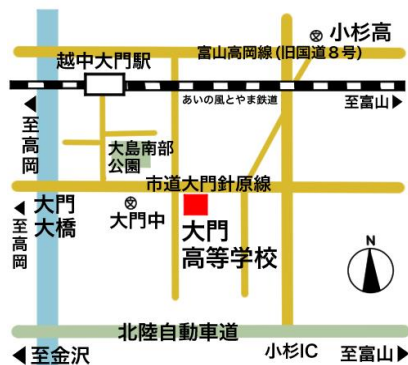 小杉高
富山高岡線(旧国道8号)
越中大門駅
あいの風とやま鉄道
至高岡
至富山
大島南部
公園
市道大門針原線
大門
大橋
至高岡
大門中
大門
高等学校
N
北陸自動車道
至金沢
小杉IC
至富山